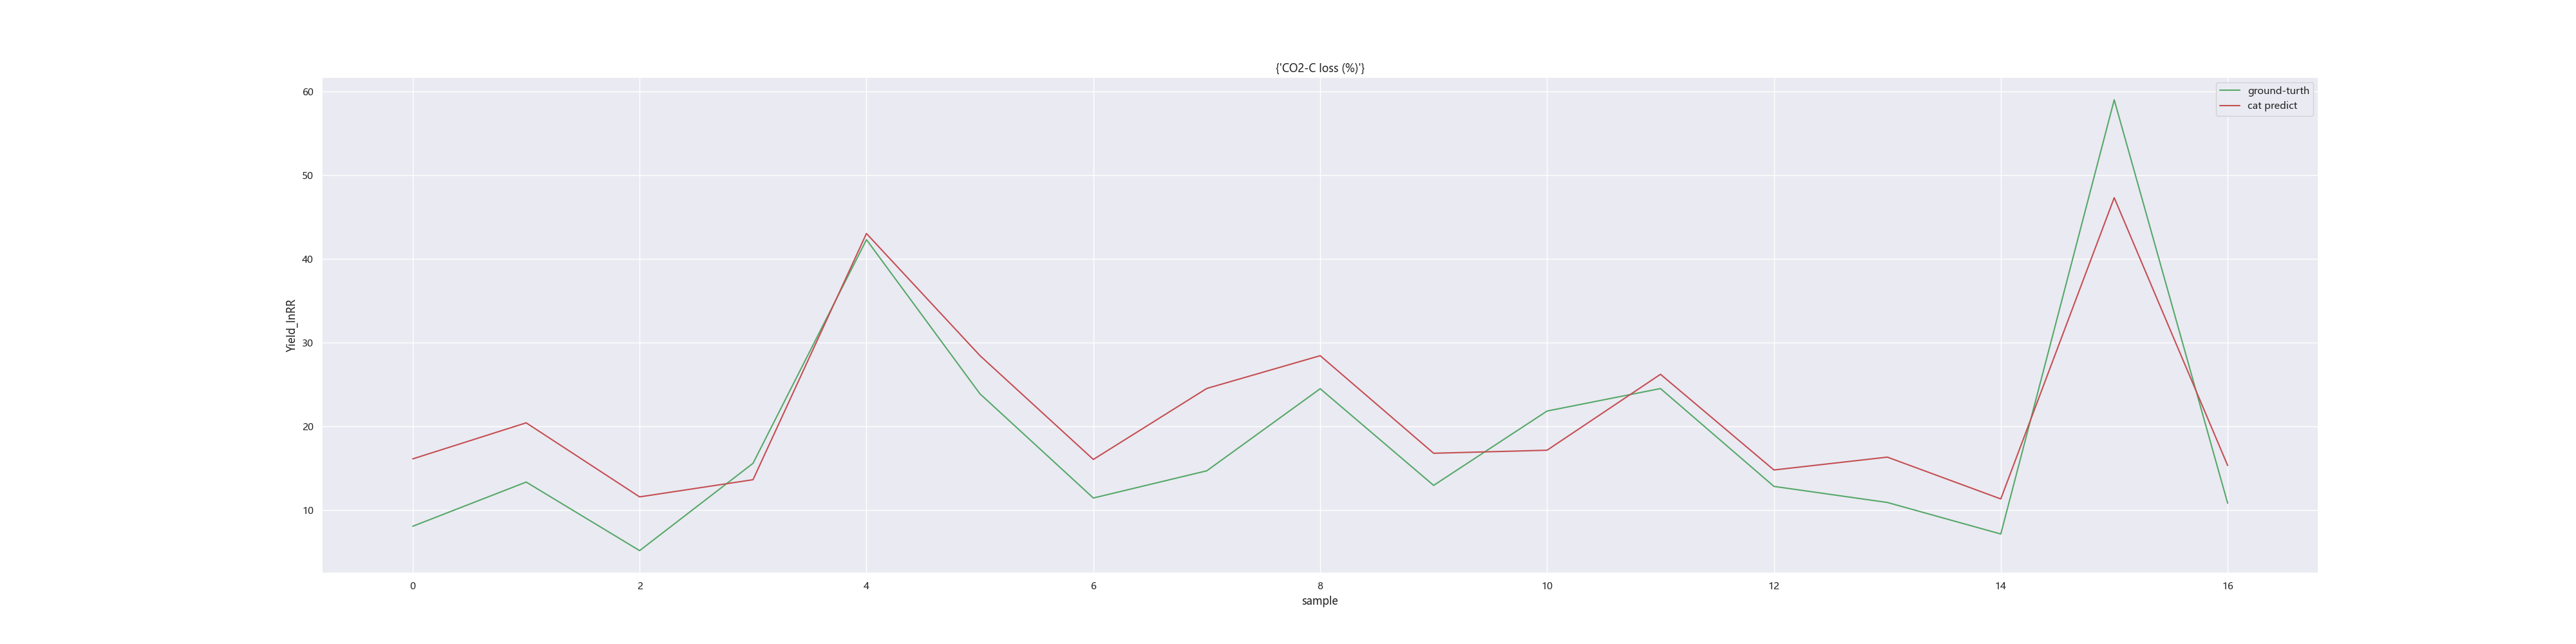 {'CO2-C loss (%)'}
ground-turth
cat predict
60
50
40
30
20
10
Yield_lnRR
0 2 4 6 8 10 12 14 16
sample